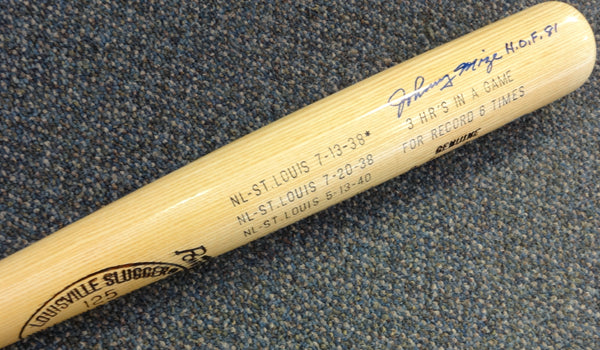 Johnny Mize H.O.F. 81
3 HR'S IN A GAME
FOR RECORD 6 TIMES
GENUINE
NL-ST. LOUIS 7-13-38*
NL-ST. LOUIS 7-20-38
NL-ST. LOUIS 5-13-40
LOUISVILLE SLUGGER
125